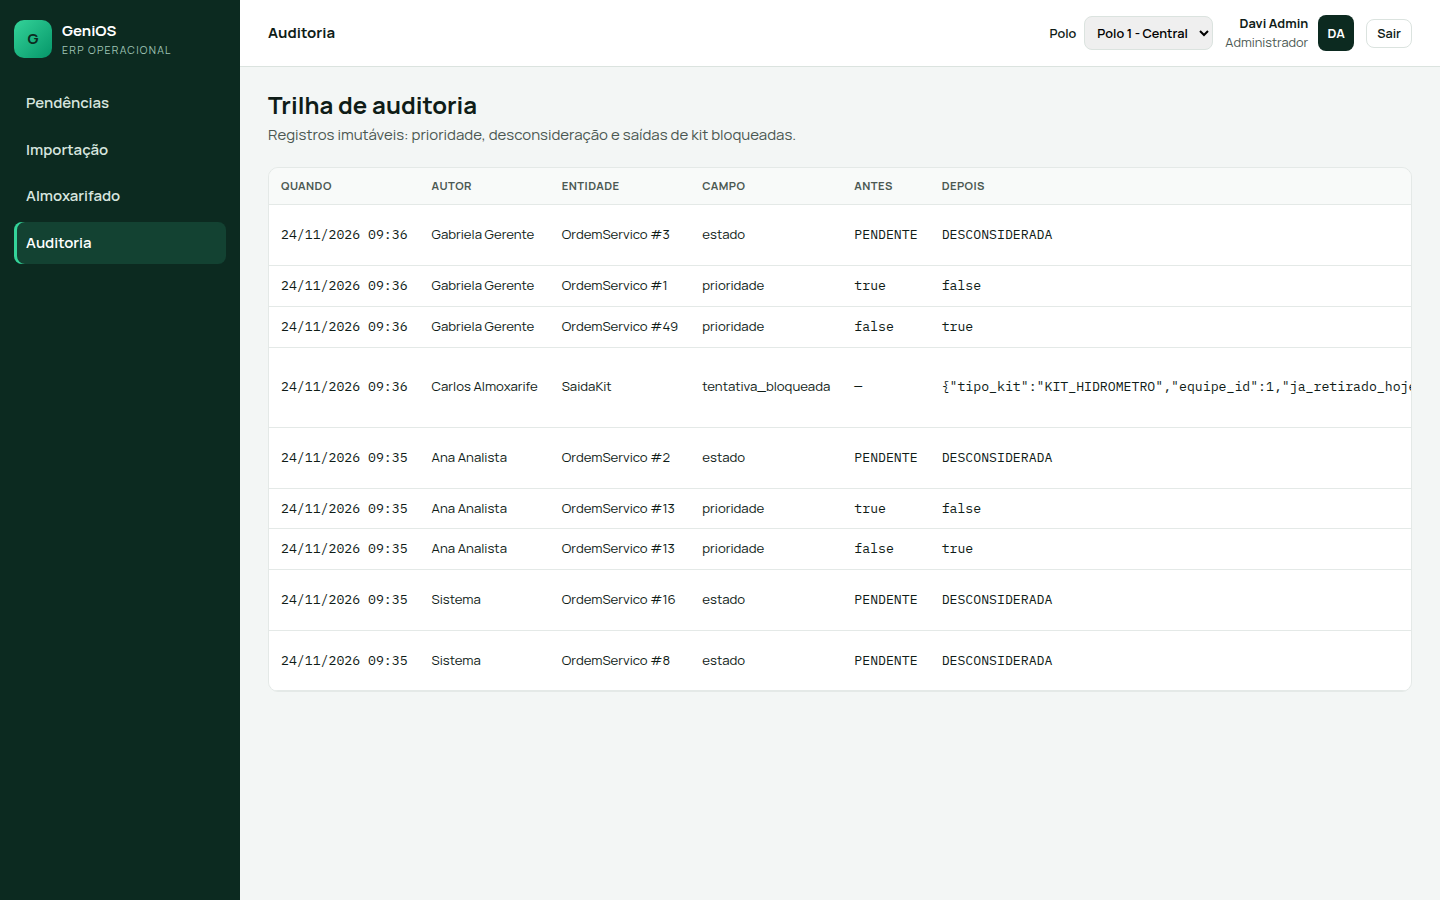 G
GeniOS
ERP OPERACIONAL
Pendências
Importação
Almoxarifado
Auditoria
Auditoria
Polo Polo 1 - Central
Davi Admin
Administrador
DA
Sair
Trilha de auditoria
Registros imutáveis: prioridade, desconsideração e saídas de kit bloqueadas.
QUANDO AUTOR ENTIDADE CAMPO ANTES DEPOIS
24/11/2026 09:36 Gabriela Gerente OrdemServico #3 estado PENDENTE DESCONSIDERADA
24/11/2026 09:36 Gabriela Gerente OrdemServico #1 prioridade true false
24/11/2026 09:36 Gabriela Gerente OrdemServico #49 prioridade false true
24/11/2026 09:36 Carlos Almoxarife SaidaKit tentativa_bloqueada — {"tipo_kit":"KIT_HIDROMETRO","equipe_id":1,"ja_retirado_hoje
24/11/2026 09:35 Ana Analista OrdemServico #2 estado PENDENTE DESCONSIDERADA
24/11/2026 09:35 Ana Analista OrdemServico #13 prioridade true false
24/11/2026 09:35 Ana Analista OrdemServico #13 prioridade false true
24/11/2026 09:35 Sistema OrdemServico #16 estado PENDENTE DESCONSIDERADA
24/11/2026 09:35 Sistema OrdemServico #8 estado PENDENTE DESCONSIDERADA